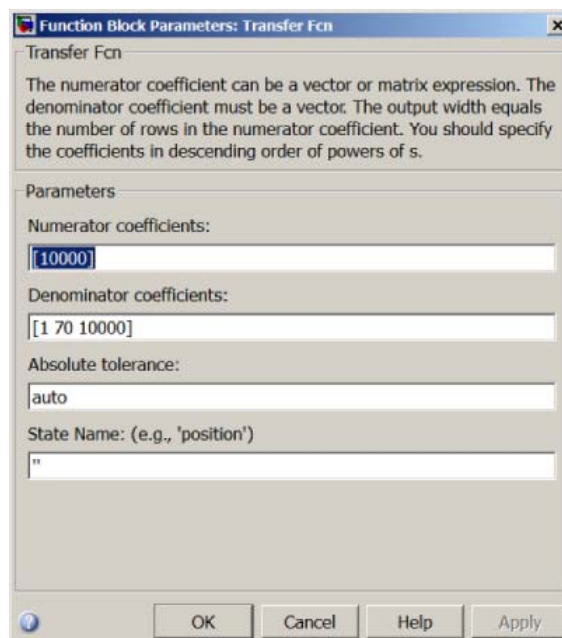 Function Block Parameters: Transfer Fcn
Transfer Fcn
The numerator coefficient can be a vector or matrix expression. The
denominator coefficient must be a vector. The output width equals
the number of rows in the numerator coefficient. You should specify
the coefficients in descending order of powers of s.
Parameters
Numerator coefficients:
[10000]
Denominator coefficients:
[1 70 10000]
Absolute tolerance:
auto
State Name: (e.g., 'position')
''
OK Cancel Help Apply